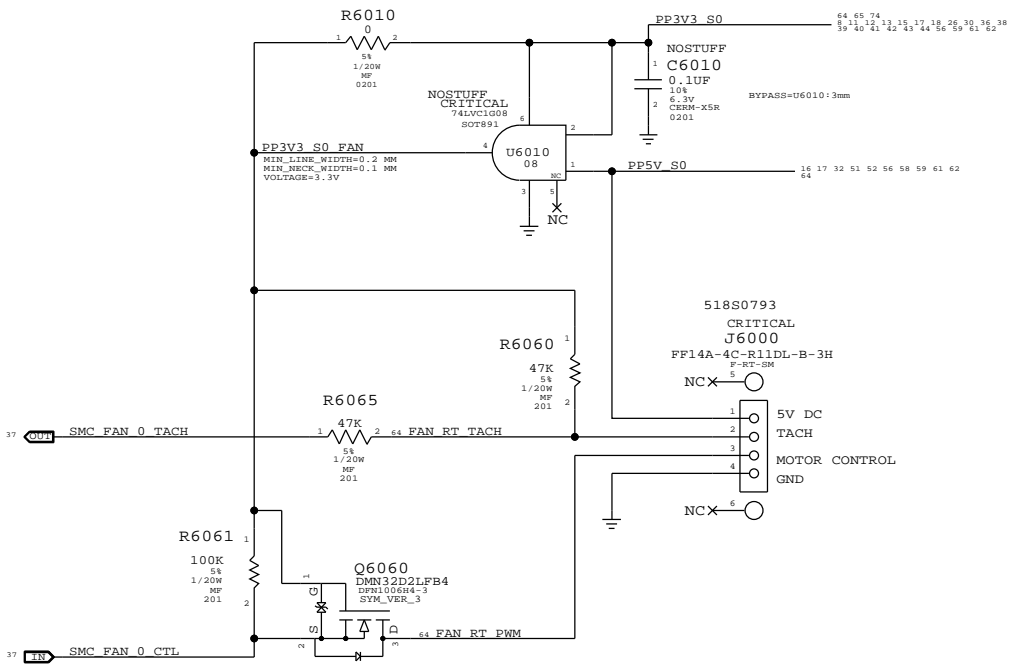 R6010
0
1
2
5%
1/20W
MF
0201
PP3V3_S0
64 65 74
8 11 12 13 15 17 18 26 30 36 38
39 40 41 42 43 44 56 59 61 62
NOSTUFF
C6010
1
0.1UF
10%
6.3V
2
CERM-X5R
0201
BYPASS=U6010:3mm
NOSTUFF
CRITICAL
74LVC1G08
SOT891
6
2
4
U6010
08
1
NC
3
5
NC
PP3V3_S0_FAN
MIN_LINE_WIDTH=0.2 MM
MIN_NECK_WIDTH=0.1 MM
VOLTAGE=3.3V
PP5V_S0
16 17 32 51 52 56 58 59 61 62
64
518S0793
CRITICAL
J6000
FF14A-4C-R11DL-B-3H
F-RT-SM
NC
5
1
5V DC
2
TACH
3
MOTOR CONTROL
4
GND
NC
6
1
R6060
47K
5%
1/20W
MF
201
2
R6065
47K
1
2
5%
1/20W
MF
201
37
OUT
SMC_FAN_0_TACH
64
FAN_RT_TACH
R6061
1
100K
5%
1/20W
MF
201
2
Q6060
DMN32D2LFB4
DFN1006H4-3
SYM_VER_3
1
G
S
D
2
3
64
FAN_RT_PWM
37
IN
SMC_FAN_0_CTL